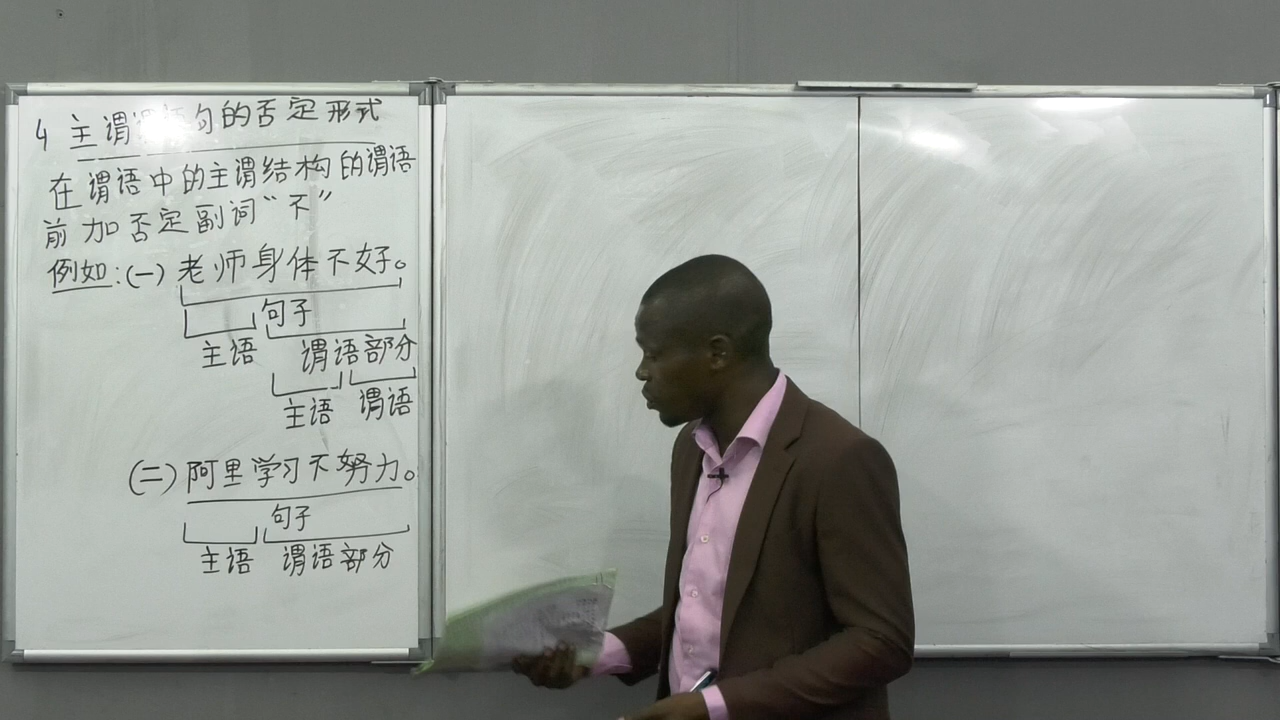 4 主谓谓语句的否定形式
在谓语中的主谓结构的谓语
前加否定副词“不”
例如:(一)老师身体不好。
句子
主语 谓语部分
主语 谓语
(二)阿里学习不努力。
句子
主语 谓语部分